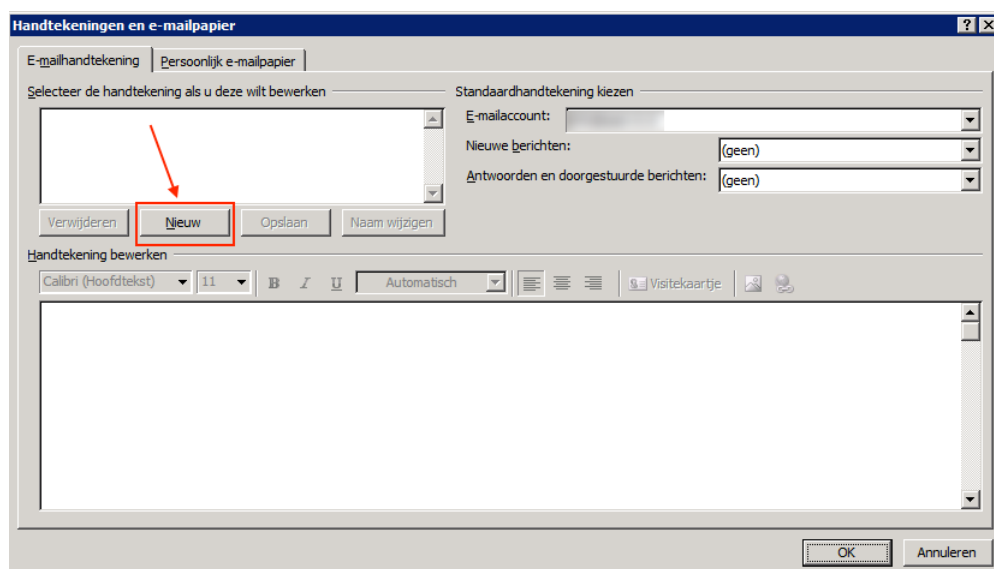 Handtekeningen en e-mailpapier
E-mailhandtekening Persoonlijk e-mailpapier
Selecteer de handtekening als u deze wilt bewerken
Verwijderen Nieuw Opslaan Naam wijzigen
Standaardhandtekening kiezen
E-mailaccount:
Nieuwe berichten: (geen)
Antwoorden en doorgestuurde berichten: (geen)
Handtekening bewerken
Calibri (Hoofdtekst) 11 B I U Automatisch Visitekaartje
OK Annuleren